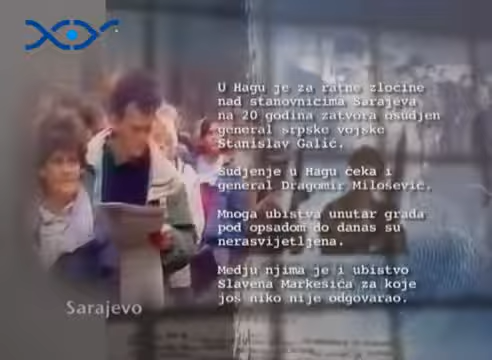 U Hagu je za ratne zločine
nad stanovnicima Sarajeva
na 20 godina zatvora osudjen
general srpske vojske
Stanislav Galić.
Sudjenje u Hagu čeka i
general Dragomir Milošević.
Mnoga ubistva unutar grada
pod opsadom do danas su
nerasvijetljena.
Medju njima je i ubistvo
Slavena Markešića za koje
još niko nije odgovarao.
Sarajevo